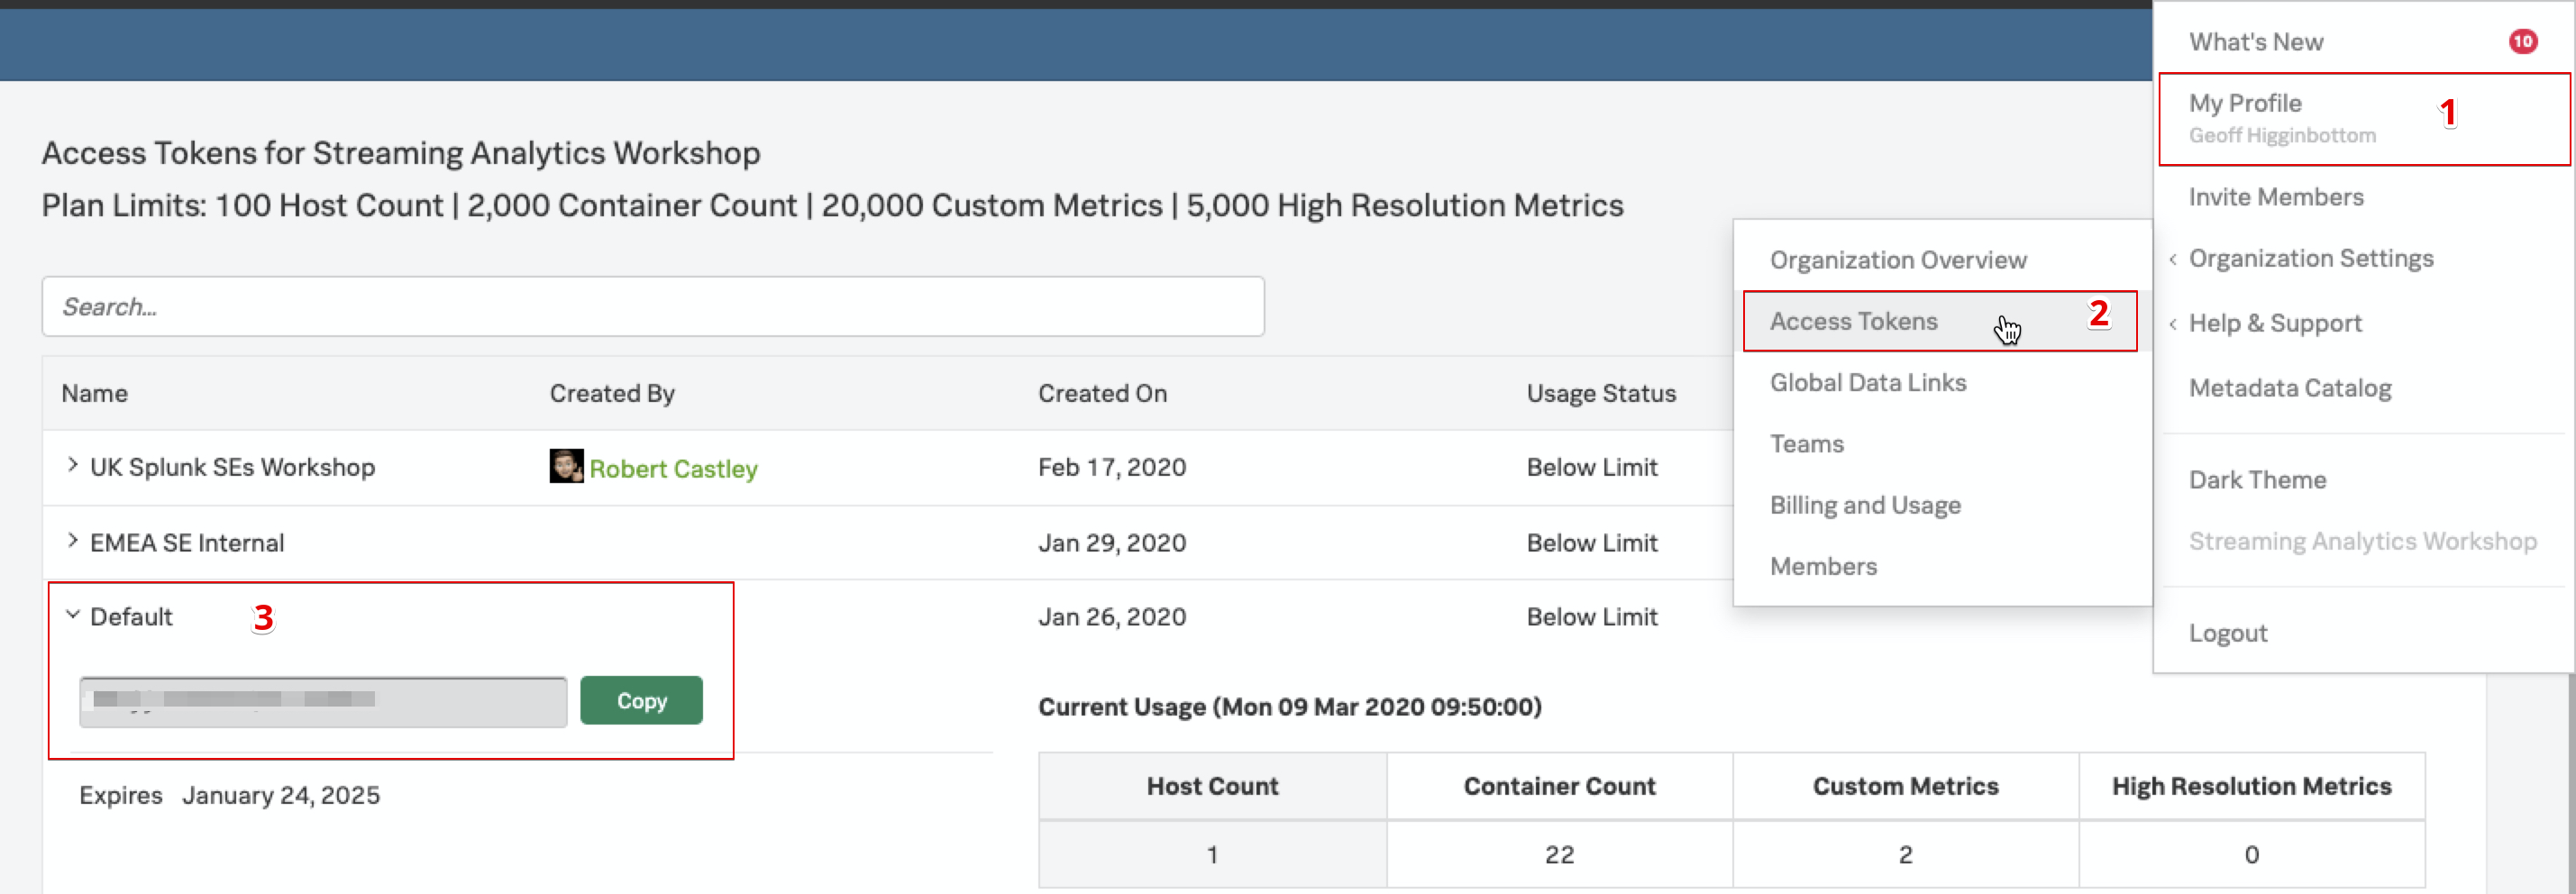 Access Tokens for Streaming Analytics Workshop
Plan Limits: 100 Host Count | 2,000 Container Count | 20,000 Custom Metrics | 5,000 High Resolution Metrics
Search...
Name Created By Created On Usage Status
UK Splunk SEs Workshop Robert Castley Feb 17, 2020 Below Limit
EMEA SE Internal Jan 29, 2020 Below Limit
Default 3 Jan 26, 2020 Below Limit
Copy
Expires January 24, 2025
Current Usage (Mon 09 Mar 2020 09:50:00)
Host Count Container Count Custom Metrics High Resolution Metrics
1 22 2 0
Organization Overview
Access Tokens 2
Global Data Links
Teams
Billing and Usage
Members
What's New 10
My Profile 1
Geoff Higginbottom
Invite Members
< Organization Settings
< Help & Support
Metadata Catalog
Dark Theme
Streaming Analytics Workshop
Logout